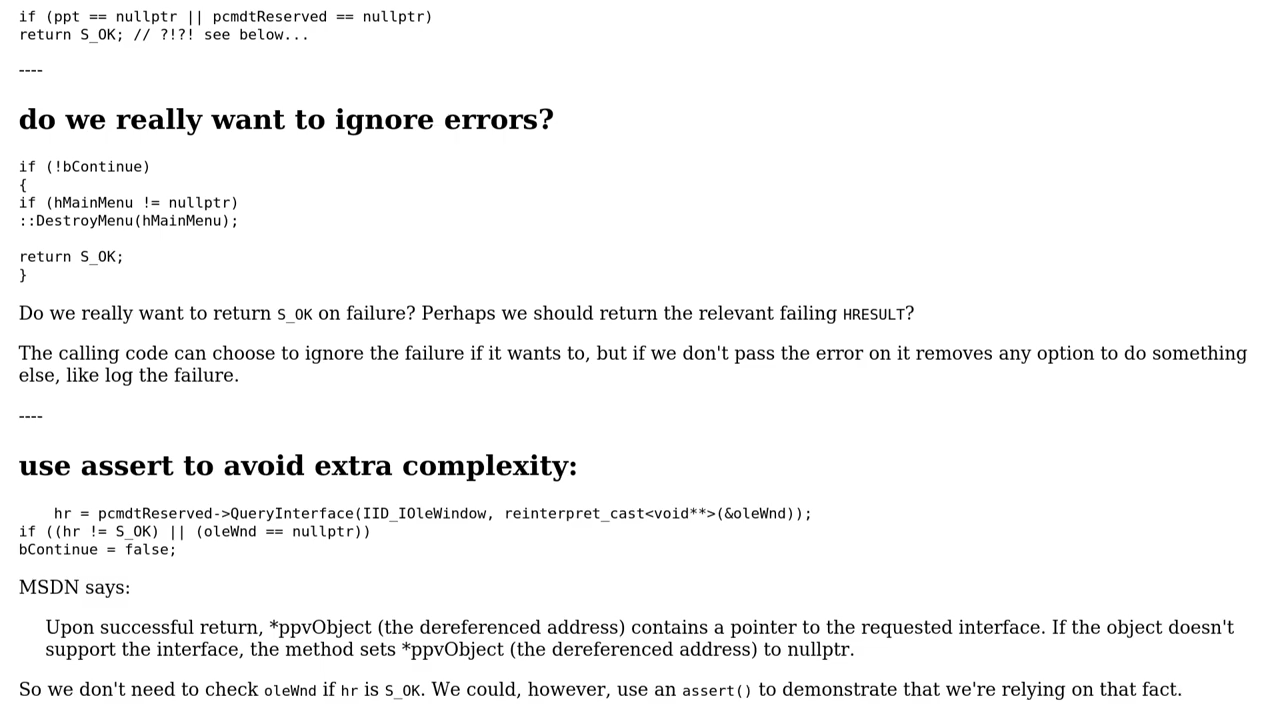 if (ppt == nullptr || pcmdtReserved == nullptr)
return S_OK; // ?!?! see below...
----
do we really want to ignore errors?
if (!bContinue)
{
if (hMainMenu != nullptr)
::DestroyMenu(hMainMenu);
return S_OK;
}
Do we really want to return S_OK on failure? Perhaps we should return the relevant failing HRESULT?
The calling code can choose to ignore the failure if it wants to, but if we don't pass the error on it removes any option to do something
else, like log the failure.
----
use assert to avoid extra complexity:
hr = pcmdtReserved->QueryInterface(IID_IOleWindow, reinterpret_cast<void**>(&oleWnd));
if ((hr != S_OK) || (oleWnd == nullptr))
bContinue = false;
MSDN says:
Upon successful return, *ppvObject (the dereferenced address) contains a pointer to the requested interface. If the object doesn't
support the interface, the method sets *ppvObject (the dereferenced address) to nullptr.
So we don't need to check oleWnd if hr is S_OK. We could, however, use an assert() to demonstrate that we're relying on that fact.